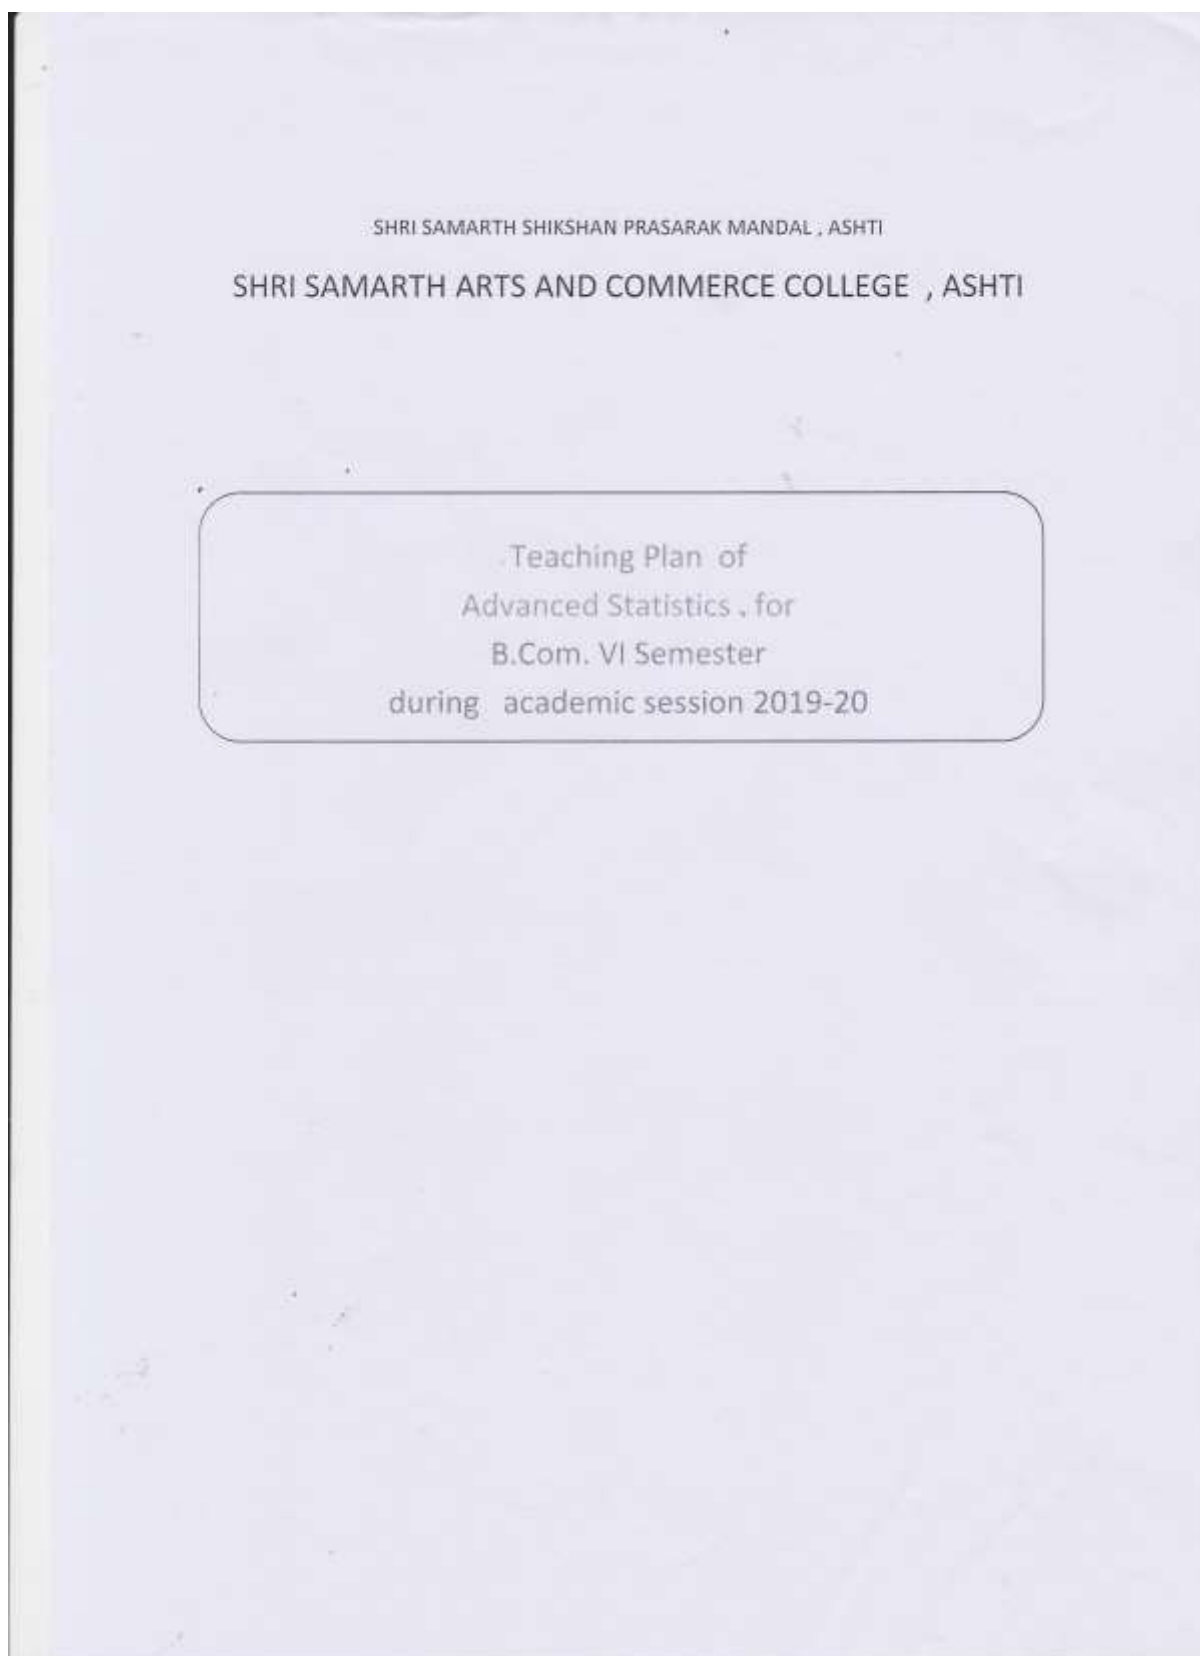 SHRI SAMARTH SHIKSHAN PRASARAK MANDAL , ASHTI
SHRI SAMARTH ARTS AND COMMERCE COLLEGE , ASHTI
Teaching Plan of
Advanced Statistics , for
B.Com. VI Semester
during academic session 2019-20